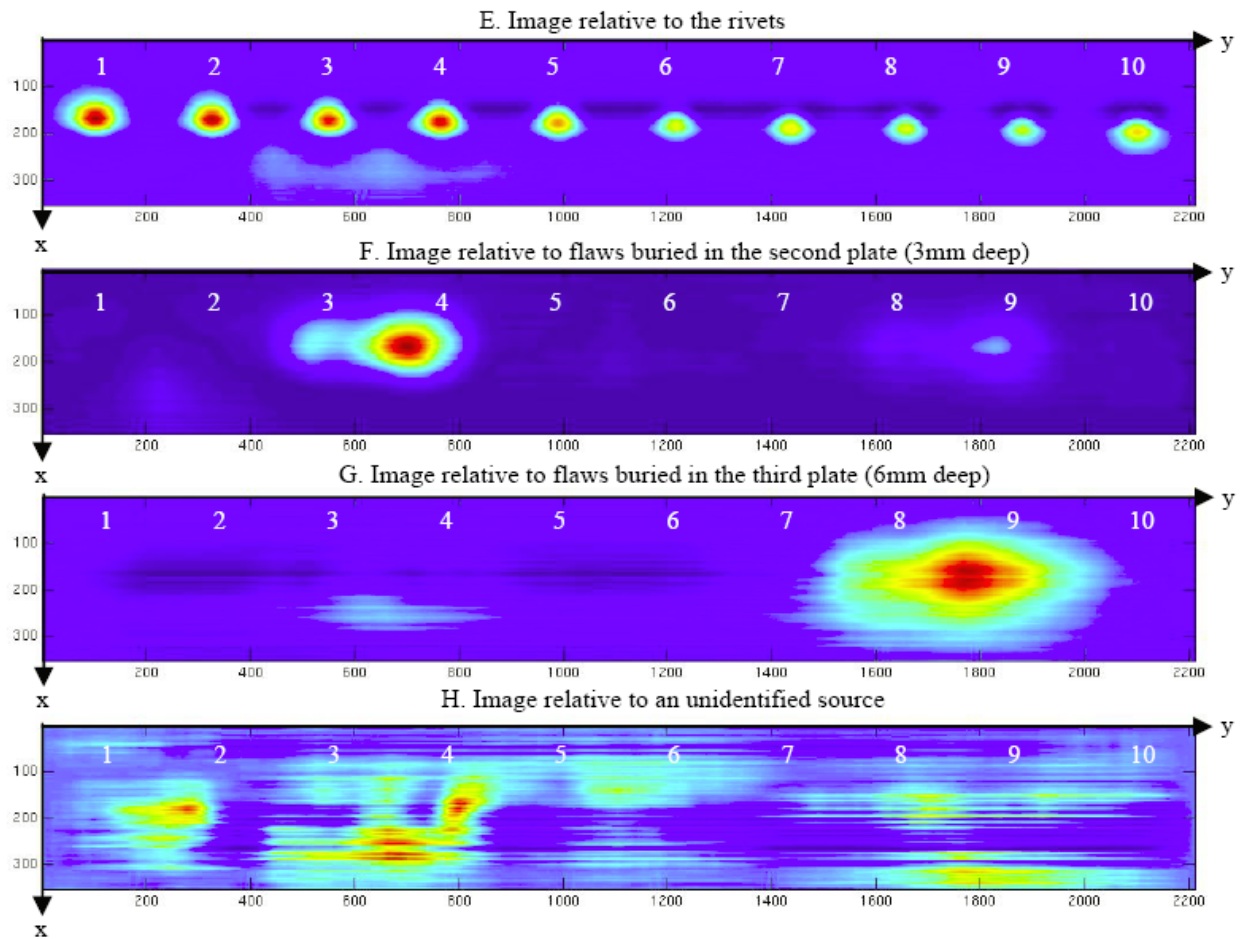 E. Image relative to the rivets
y
1 2 3 4 5 6 7 8 9 10
100
200
300
200 400 600 800 1000 1200 1400 1600 1800 2000 2200
x
F. Image relative to flaws buried in the second plate (3mm deep)
y
1 2 3 4 5 6 7 8 9 10
100
200
300
200 400 600 800 1000 1200 1400 1600 1800 2000 2200
x
G. Image relative to flaws buried in the third plate (6mm deep)
y
1 2 3 4 5 6 7 8 9 10
100
200
300
200 400 600 800 1000 1200 1400 1600 1800 2000 2200
x
H. Image relative to an unidentified source
y
1 2 3 4 5 6 7 8 9 10
100
200
300
200 400 600 800 1000 1200 1400 1600 1800 2000 2200
x